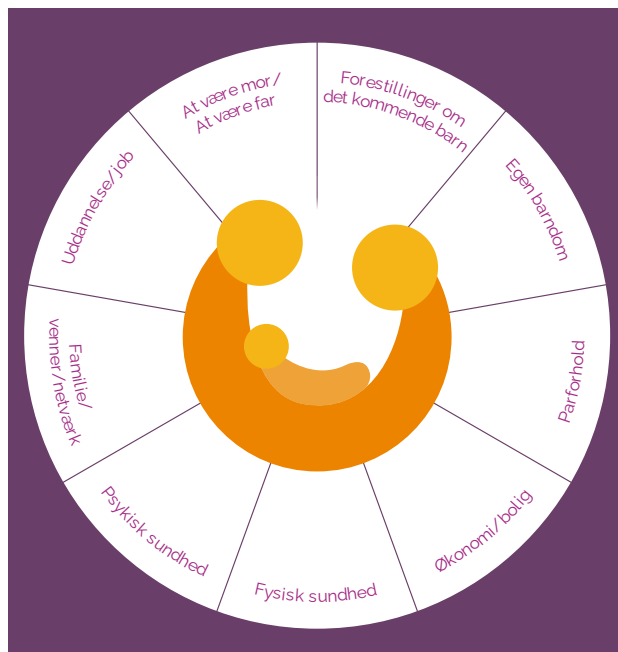 Forestillinger om
det kommende barn
Egen barndom
Parforhold
Økonomi/bolig
Fysisk sundhed
Psykisk sundhed
Familie/
venner/netværk
Uddannelse/job
At være mor/
At være far